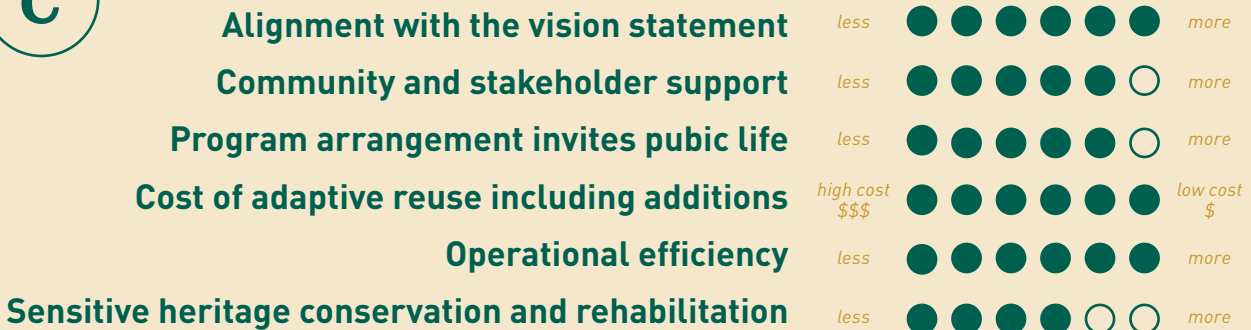 C
Alignment with the vision statement less more
Community and stakeholder support less more
Program arrangement invites pubic life less more
Cost of adaptive reuse including additions high cost $$$ low cost $
Operational efficiency less more
Sensitive heritage conservation and rehabilitation less more